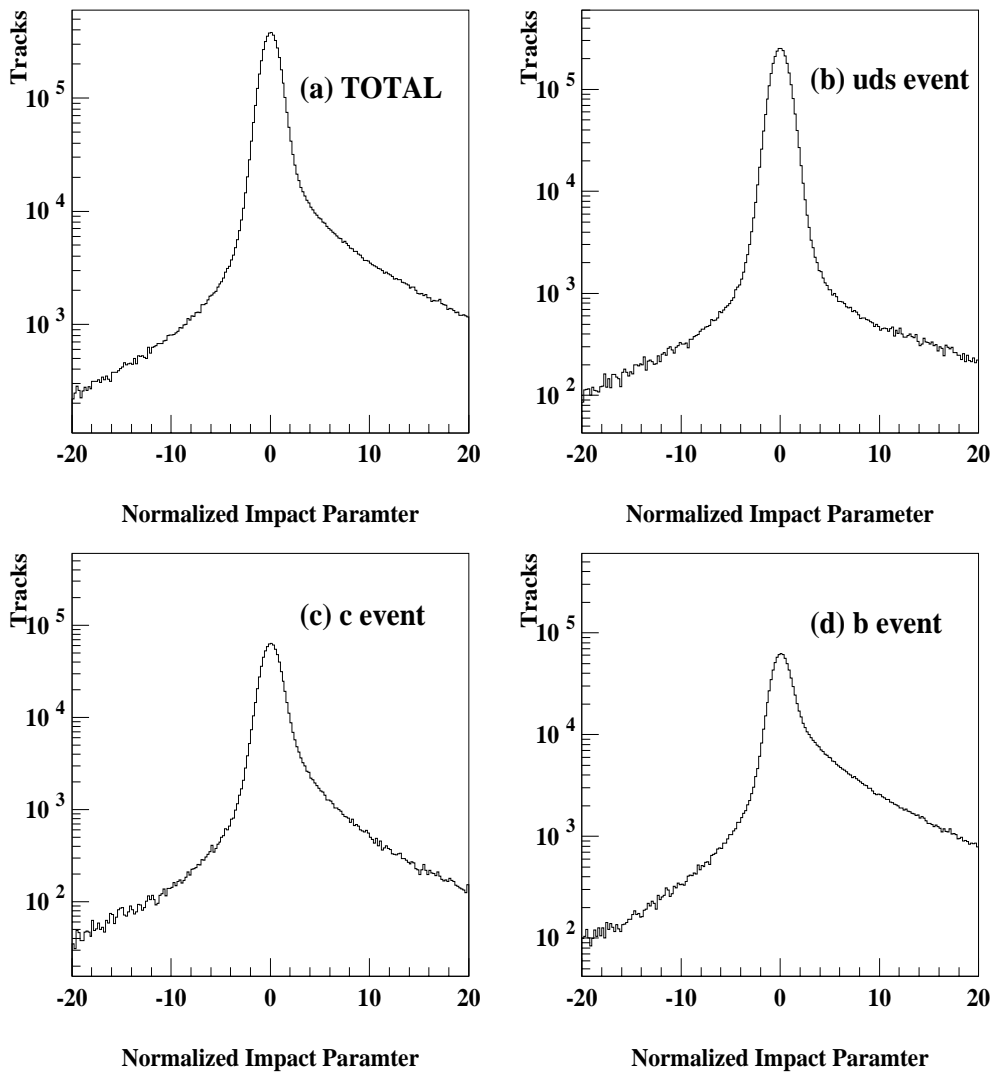 Tracks
(a) TOTAL
10 5
10 4
10 3
-20 -10 0 10 20
Normalized Impact Paramter
Tracks
(b) uds event
10 5
10 4
10 3
10 2
-20 -10 0 10 20
Normalized Impact Parameter
Tracks
(c) c event
10 5
10 4
10 3
10 2
-20 -10 0 10 20
Normalized Impact Paramter
Tracks
(d) b event
10 5
10 4
10 3
10 2
-20 -10 0 10 20
Normalized Impact Paramter